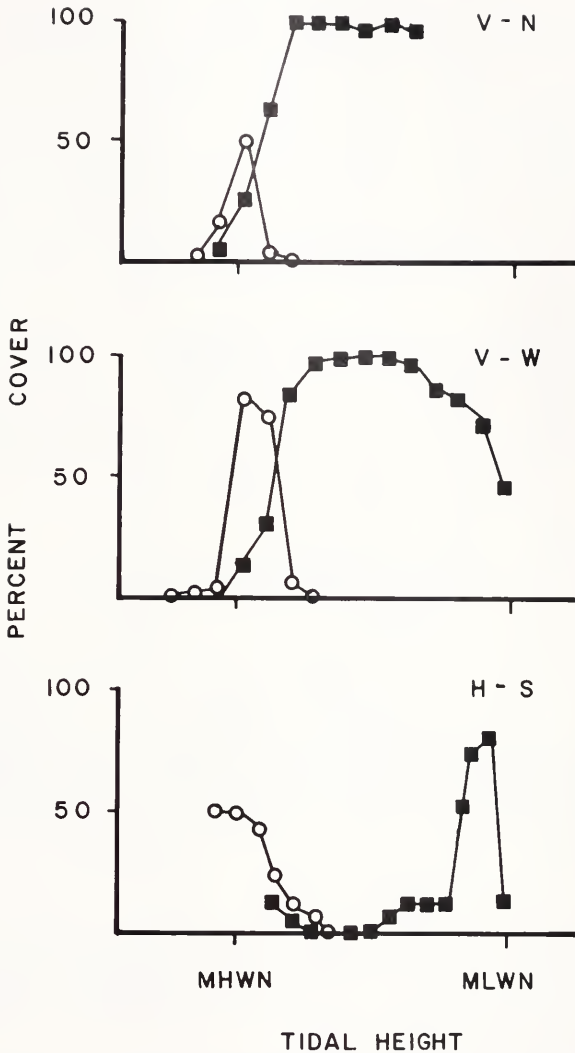 100
V - N
50
100
V - W
50
100
H - S
50
PERCENT COVER
MHWN
MLWN
TIDAL HEIGHT